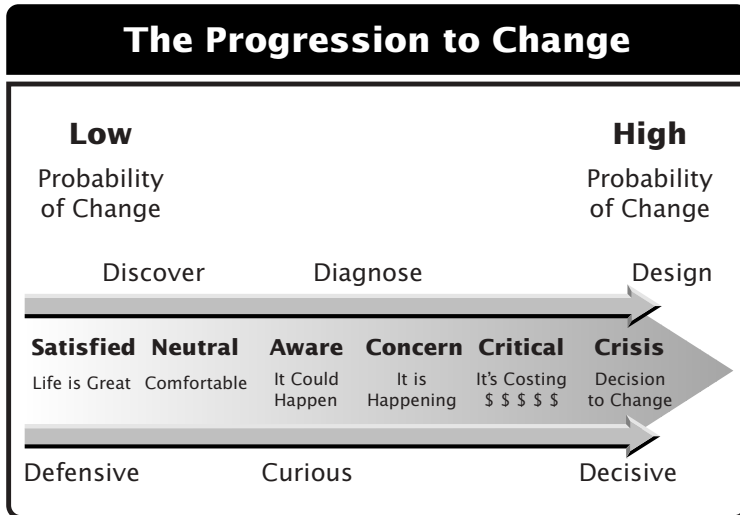 The Progression to Change
Low High
Probability Probability
of Change of Change
Discover Diagnose Design
Satisfied Neutral Aware Concern Critical Crisis
Life is Great Comfortable It Could It is It's Costing Decision
Happen Happening $ $ $ $ $ to Change
Defensive Curious Decisive